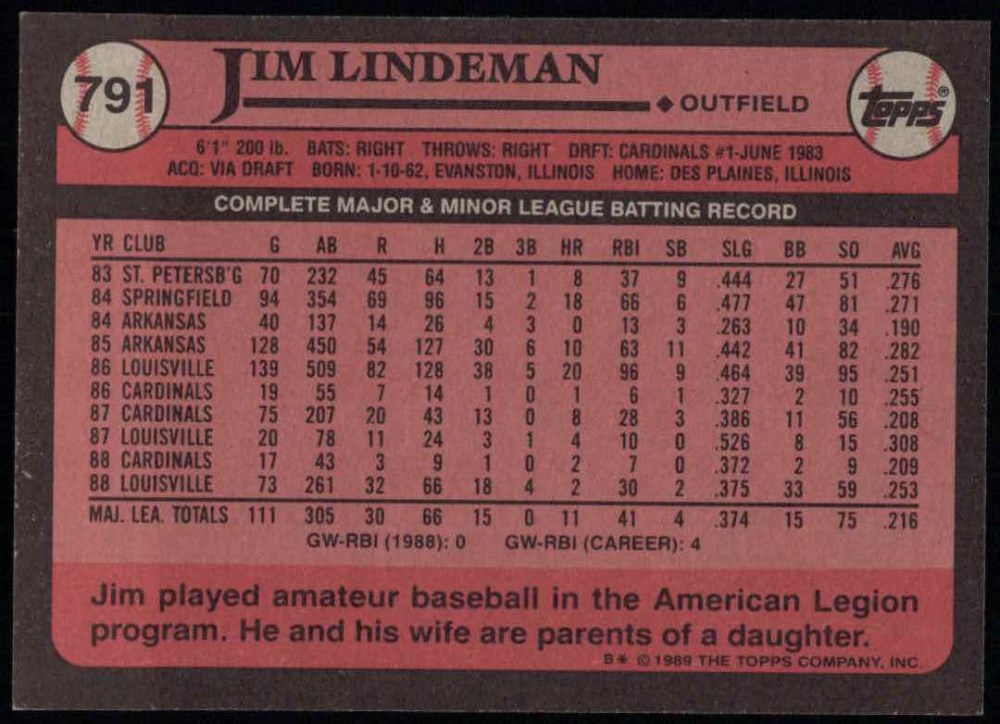 791
JIM LINDEMAN
◆ OUTFIELD
TOPPS®
6'1" 200 lb. BATS: RIGHT THROWS: RIGHT DRFT: CARDINALS #1-JUNE 1983
ACQ: VIA DRAFT BORN: 1-10-62, EVANSTON, ILLINOIS HOME: DES PLAINES, ILLINOIS
COMPLETE MAJOR & MINOR LEAGUE BATTING RECORD
YR CLUB G AB R H 2B 3B HR RBI SB SLG BB SO AVG
83 ST. PETERSB'G 70 232 45 64 13 1 8 37 9 .444 27 51 .276
84 SPRINGFIELD 94 354 69 96 15 2 18 66 6 .477 47 81 .271
84 ARKANSAS 40 137 14 26 4 3 0 13 3 .263 10 34 .190
85 ARKANSAS 128 450 54 127 30 6 10 63 11 .442 41 82 .282
86 LOUISVILLE 139 509 82 128 38 5 20 96 9 .464 39 95 .251
86 CARDINALS 19 55 7 14 1 0 1 6 1 .327 2 10 .255
87 CARDINALS 75 207 20 43 13 0 8 28 3 .386 11 56 .208
87 LOUISVILLE 20 78 11 24 3 1 4 10 0 .526 8 15 .308
88 CARDINALS 17 43 3 9 1 0 2 7 0 .372 2 9 .209
88 LOUISVILLE 73 261 32 66 18 4 2 30 2 .375 33 59 .253
MAJ. LEA. TOTALS 111 305 30 66 15 0 11 41 4 .374 15 75 .216
GW-RBI (1988): 0 GW-RBI (CAREER): 4
Jim played amateur baseball in the American Legion
program. He and his wife are parents of a daughter.
B* © 1989 THE TOPPS COMPANY, INC.